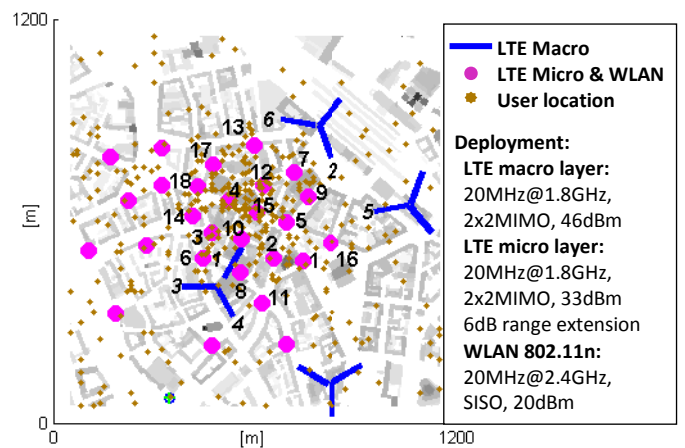 1200
[m]
0
[m]
1200
6
13
2
17
7
12
18
4
9
15
14
5
5
3
10
2
16
6
1
1
8
3
11
4
LTE Macro
LTE Micro & WLAN
User location
Deployment:
LTE macro layer:
20MHz@1.8GHz,
2x2MIMO, 46dBm
LTE micro layer:
20MHz@1.8GHz,
2x2MIMO, 33dBm
6dB range extension
WLAN 802.11n:
20MHz@2.4GHz,
SISO, 20dBm